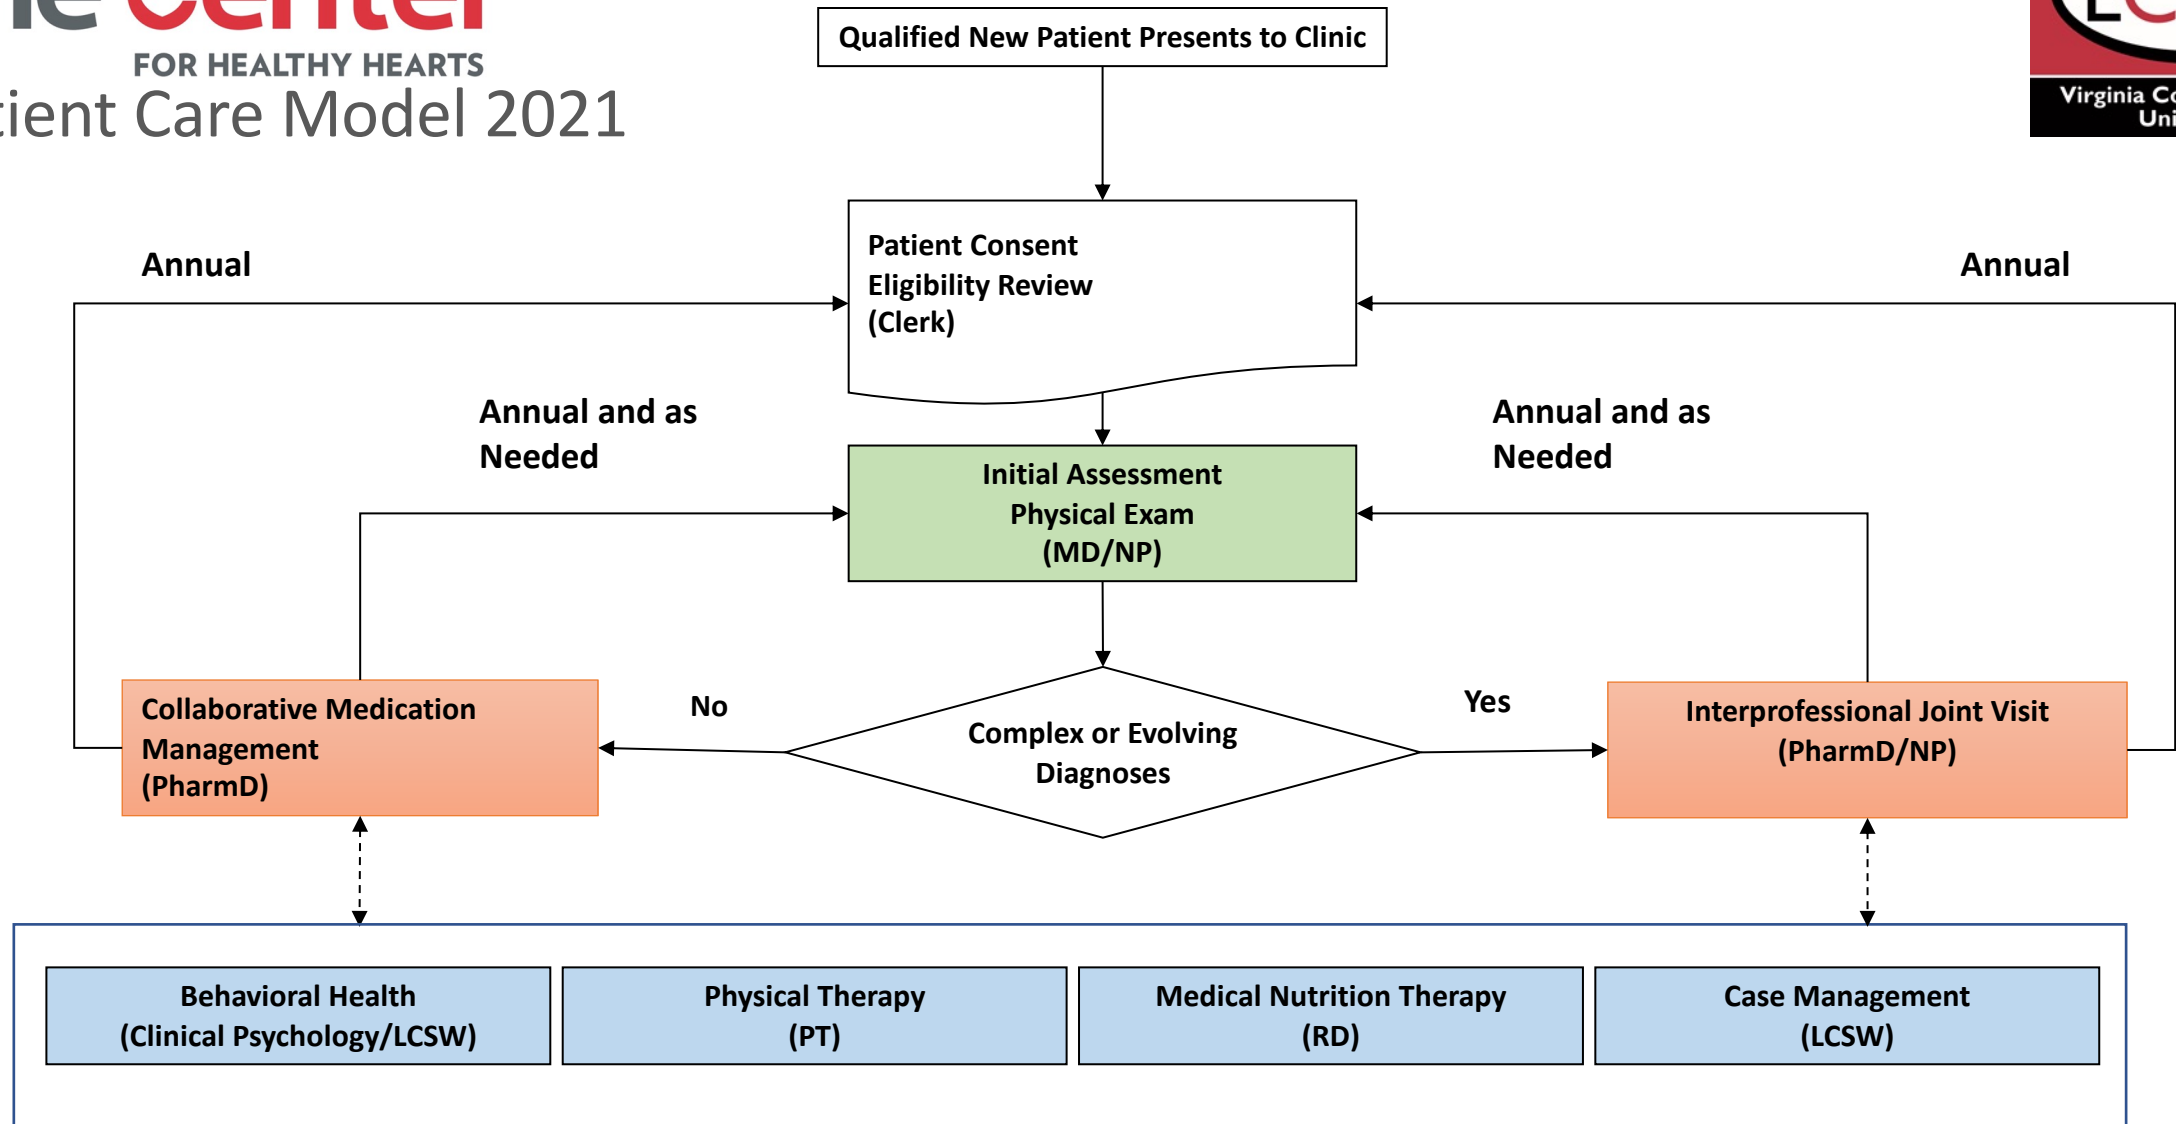 Center
FOR HEALTHY HEARTS
Care Model 2021
Qualified New Patient Presents to Clinic
Virginia
Annual
Patient Consent
Eligibility Review
(Clerk)
Annual
Annual and as
Needed
Annual and as
Needed
Initial Assessment
Physical Exam
(MD/NP)
Collaborative Medication
Management
(PharmD)
No
Complex or Evolving
Diagnoses
Yes
Interprofessional Joint Visit
(PharmD/NP)
Behavioral Health
(Clinical Psychology/LCSW)
Physical Therapy
(PT)
Medical Nutrition Therapy
(RD)
Case Management
(LCSW)